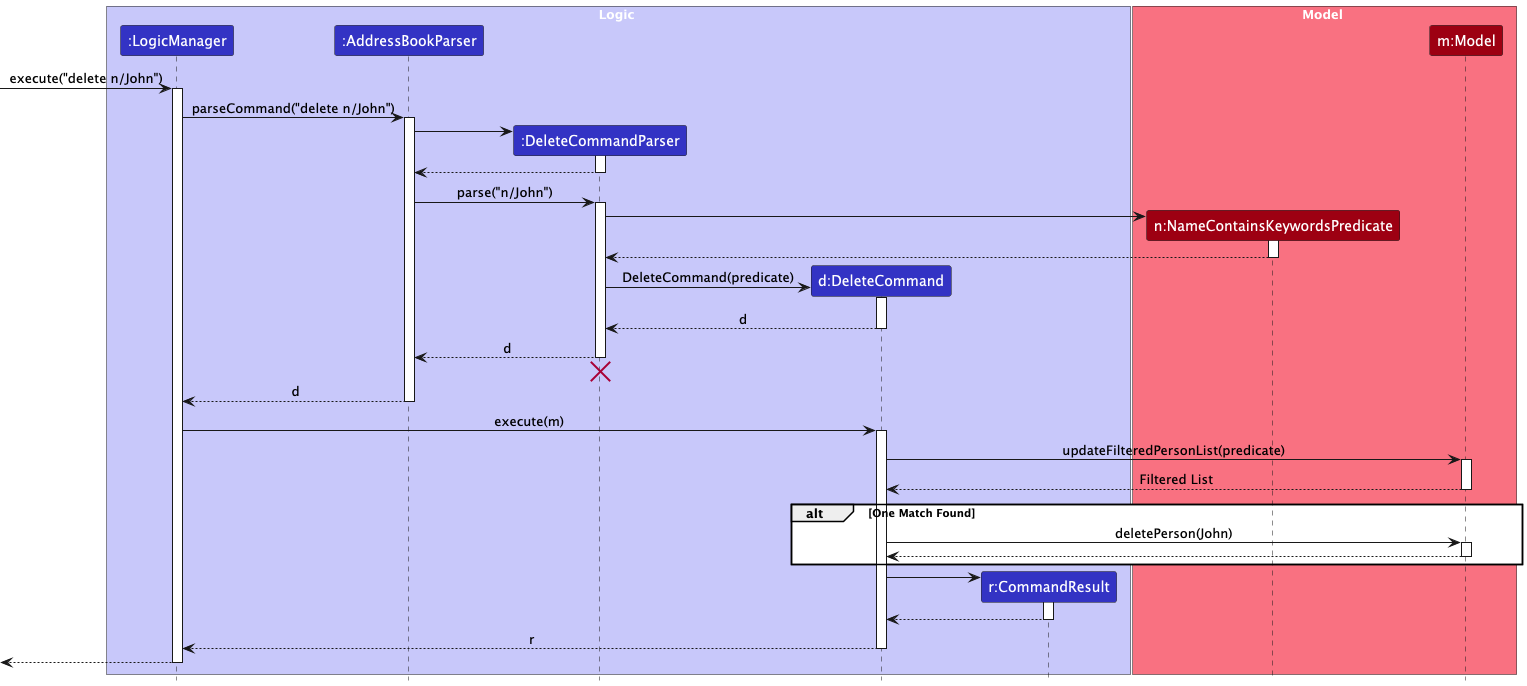 Logic
Model
:LogicManager
:AddressBookParser
m:Model
execute("delete n/John")
parseCommand("delete n/John")
:DeleteCommandParser
parse("n/John")
n:NameContainsKeywordsPredicate
DeleteCommand(predicate)
d:DeleteCommand
d
d
d
execute(m)
updateFilteredPersonList(predicate)
Filtered List
alt
[One Match Found]
deletePerson(John)
r:CommandResult
r